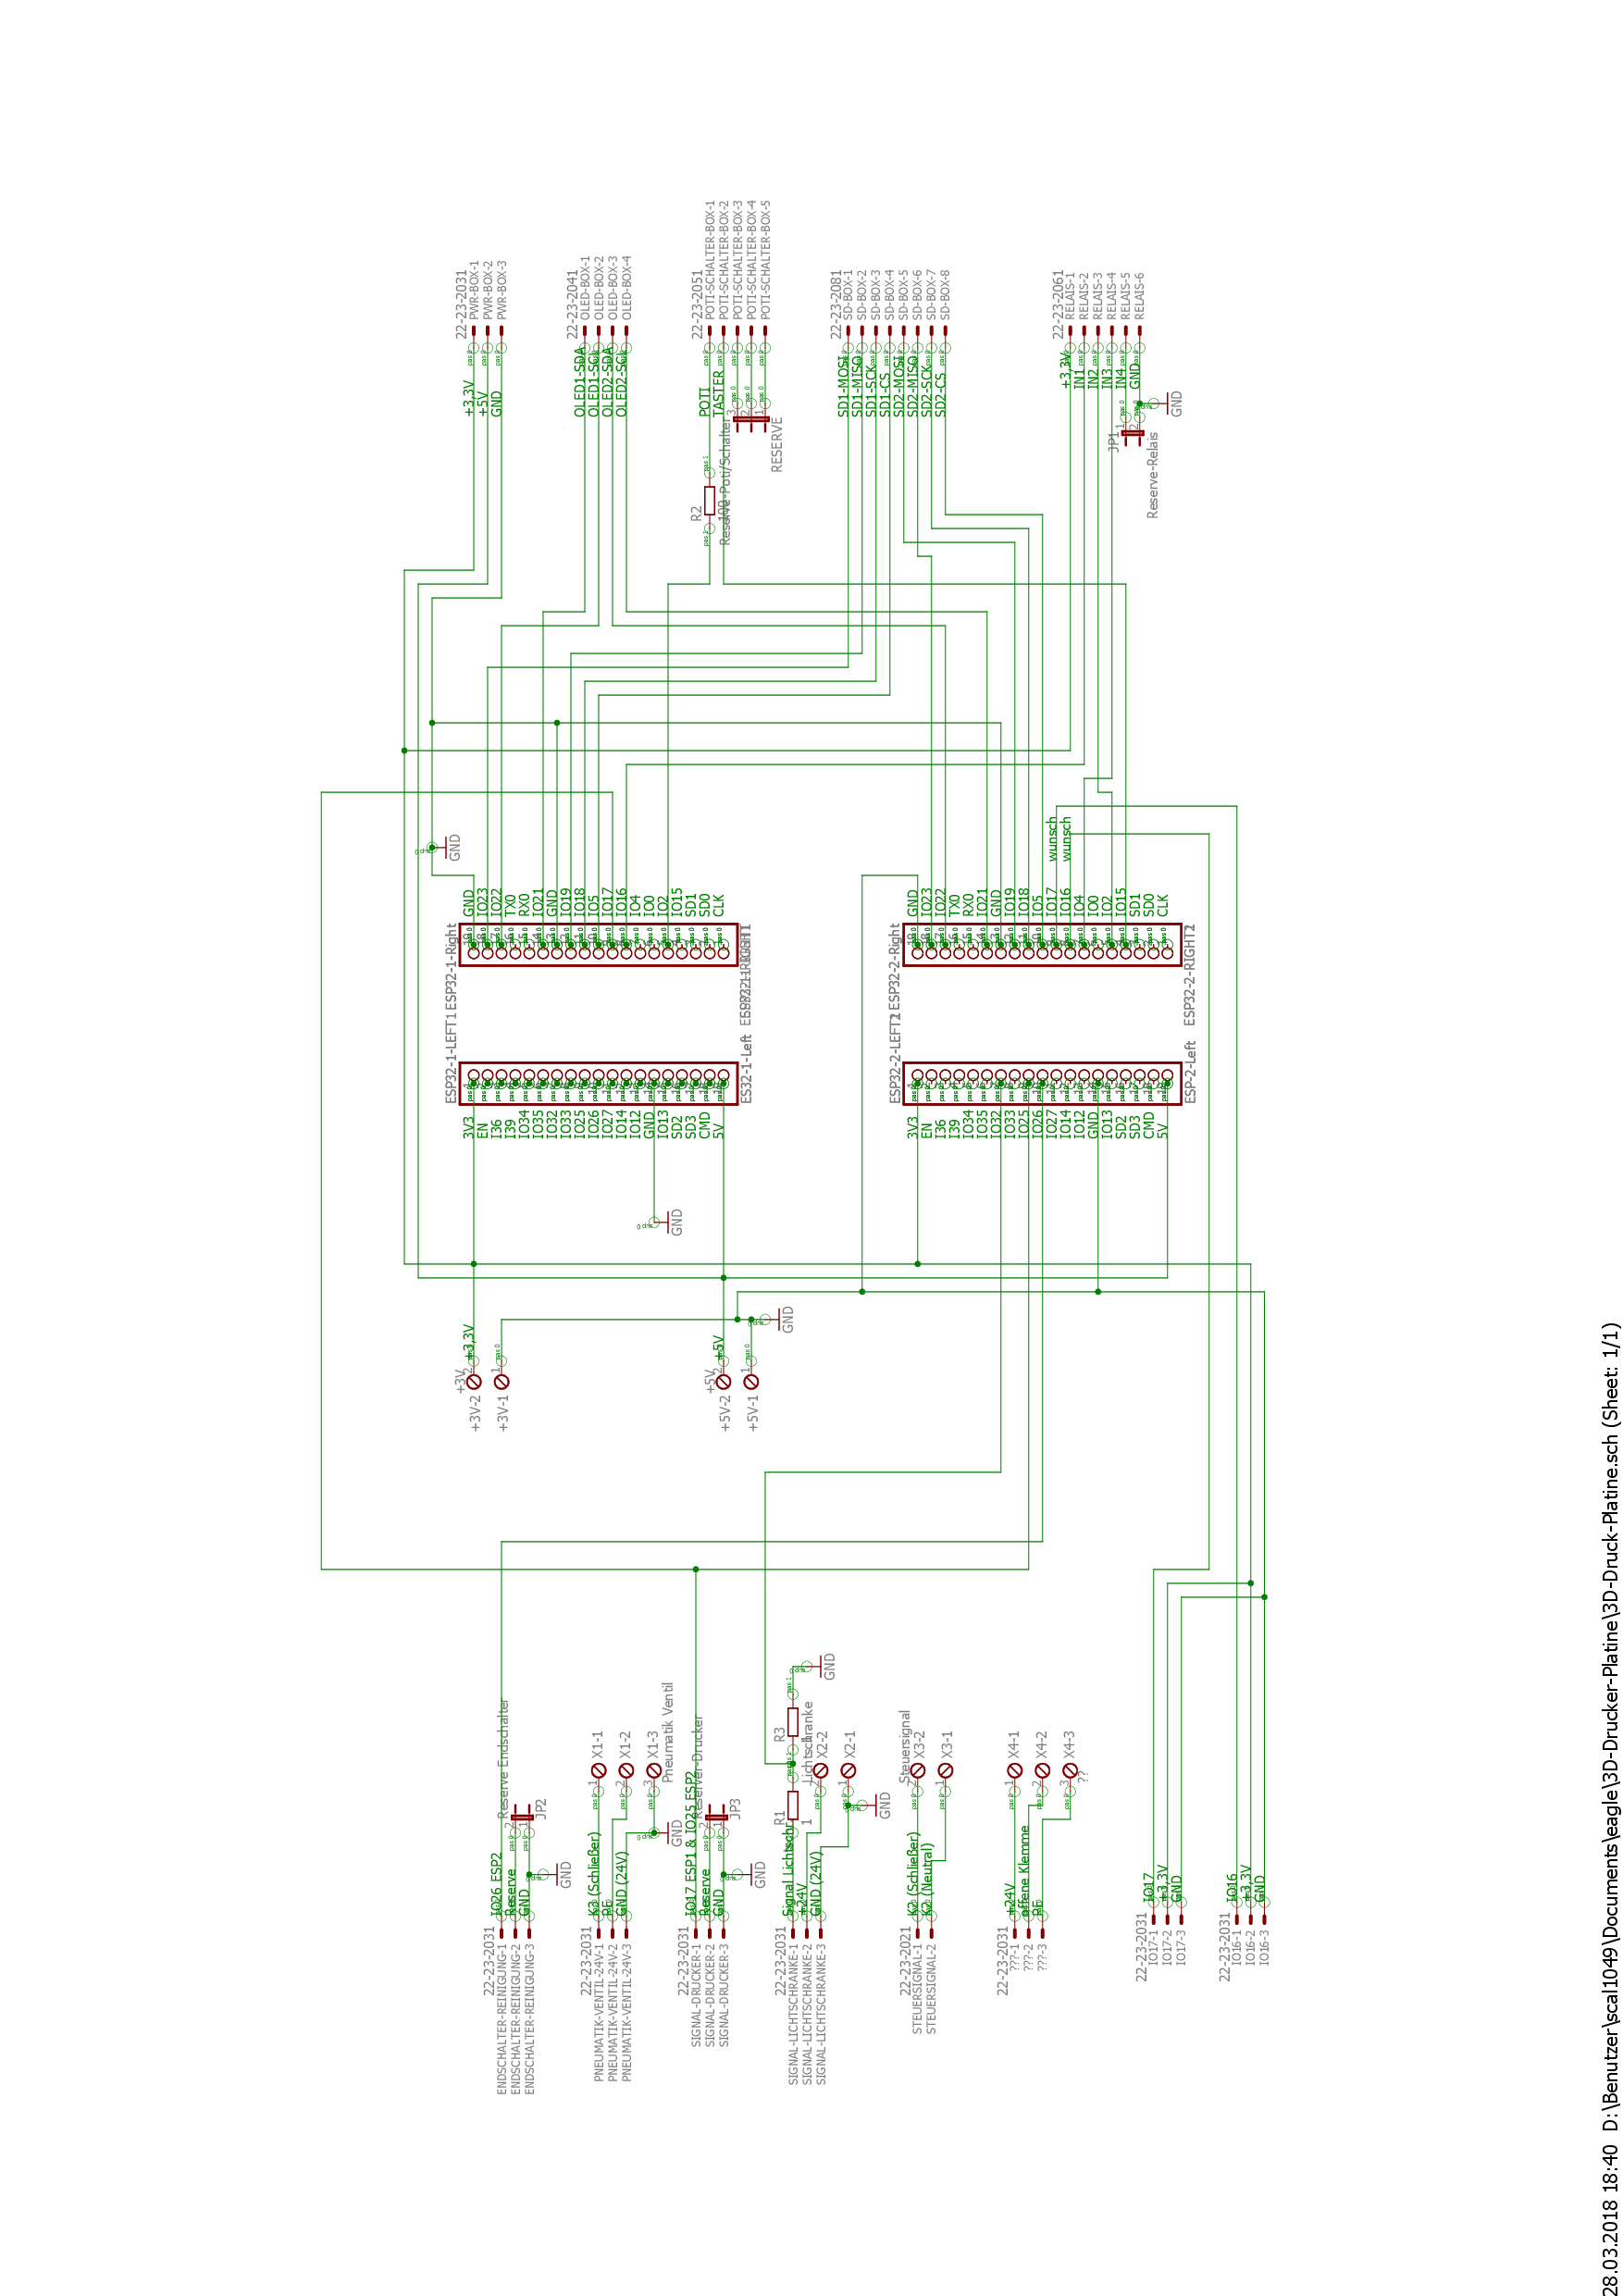 22-23-2031
PWR-BOX-1
PWR-BOX-2
PWR-BOX-3
+3,3V
+5V
GND
22-23-2041
OLED-BOX-1
OLED-BOX-2
OLED-BOX-3
OLED-BOX-4
OLED1-SDA
OLED1-SCL
OLED2-SDA
OLED2-SCL
22-23-2051
POTI-SCHALTER-BOX-1
POTI-SCHALTER-BOX-2
POTI-SCHALTER-BOX-3
POTI-SCHALTER-BOX-4
POTI-SCHALTER-BOX-5
POTI
TASTER
RESERVE
R2
100
Reserve-Poti/Schalter
22-23-2081
SD-BOX-1
SD-BOX-2
SD-BOX-3
SD-BOX-4
SD-BOX-5
SD-BOX-6
SD-BOX-7
SD-BOX-8
SD1-MOSI
SD1-MISO
SD1-SCK
SD1-CS
SD2-MOSI
SD2-MISO
SD2-SCK
SD2-CS
22-23-2061
RELAIS-1
RELAIS-2
RELAIS-3
RELAIS-4
RELAIS-5
RELAIS-6
+3,3V
IN1
IN2
IN3
IN4
GND
GND
JP1
Reserve-Relais
GND
wunsch
wunsch
GND
IO23
IO22
TX0
RX0
IO21
GND
IO19
IO18
IO5
IO17
IO16
IO4
IO0
IO2
IO15
SD1
SD0
CLK
ESP32-1-Right
ESP32-1-RIGHT1
ESP32-1-LEFT1
ES32-1-Left
3V3
EN
I36
I39
IO34
IO35
IO32
IO33
IO25
IO26
IO27
IO14
IO12
GND
IO13
SD2
SD3
CMD
5V
GND
IO23
IO22
TX0
RX0
IO21
GND
IO19
IO18
IO5
IO17
IO16
IO4
IO0
IO2
IO15
SD1
SD0
CLK
ESP32-2-Right
ESP32-2-RIGHT2
ESP32-2-LEFT2
ESP-2-Left
3V3
EN
I36
I39
IO34
IO35
IO32
IO33
IO25
IO26
IO27
IO14
IO12
GND
IO13
SD2
SD3
CMD
5V
GND
GND
+3,3V
+3V
+3V-2
+3V-1
+5V
+5V
+5V-2
+5V-1
Reserve Endschalter
JP2
IO26 ESP2
Reserve
GND
GND
22-23-2031
ENDSCHALTER-REINIGUNG-1
ENDSCHALTER-REINIGUNG-2
ENDSCHALTER-REINIGUNG-3
X1-1
X1-2
X1-3
Pneumatik Ventil
K3 (Schließer)
PE
GND (24V)
GND
22-23-2031
PNEUMATIK-VENTIL-24V-1
PNEUMATIK-VENTIL-24V-2
PNEUMATIK-VENTIL-24V-3
Reserver-Drucker
JP3
IO17 ESP1 & IO25 ESP2
Reserve
GND
GND
22-23-2031
SIGNAL-DRUCKER-1
SIGNAL-DRUCKER-2
SIGNAL-DRUCKER-3
GND
R3
R1
Lichtschranke
X2-2
X2-1
Signal Lichtschr
+24V
GND (24V)
GND
22-23-2031
SIGNAL-LICHTSCHRANKE-1
SIGNAL-LICHTSCHRANKE-2
SIGNAL-LICHTSCHRANKE-3
Steuersignal
X3-2
X3-1
K2 (Schließer)
K2 (Neutral)
22-23-2021
STEUERSIGNAL-1
STEUERSIGNAL-2
X4-1
X4-2
X4-3
??
+24V
offene Klemme
PE
22-23-2031
???-1
???-2
???-3
IO17
+3,3V
GND
22-23-2031
IO17-1
IO17-2
IO17-3
IO16
+3,3V
GND
22-23-2031
IO16-1
IO16-2
IO16-3
28.03.2018 18:40 D:\Benutzer\scal1049\Documents\eagle\3D-Drucker-Platine\3D-Druck-Platine.sch (Sheet: 1/1)